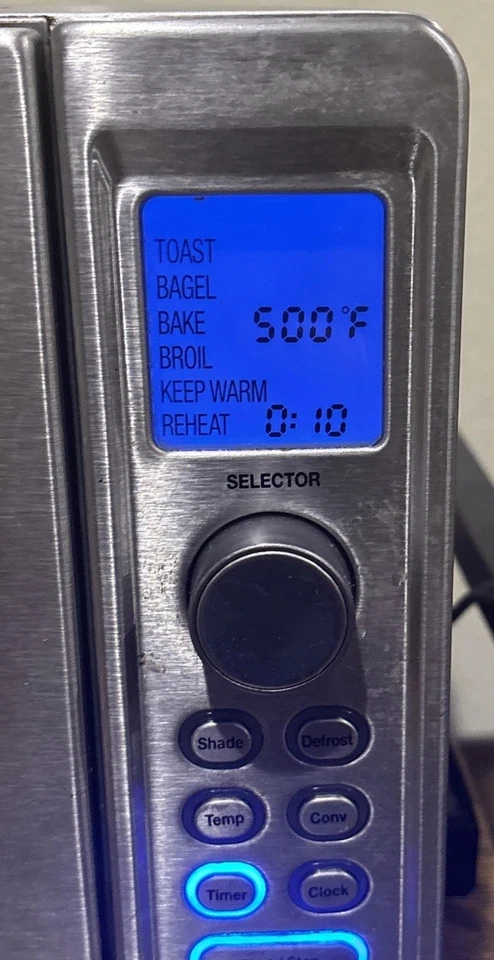 TOAST
BAGEL
BAKE 500°F
BROIL
KEEP WARM
REHEAT 0:10
SELECTOR
Shade Defrost
Temp Conv
Timer Clock